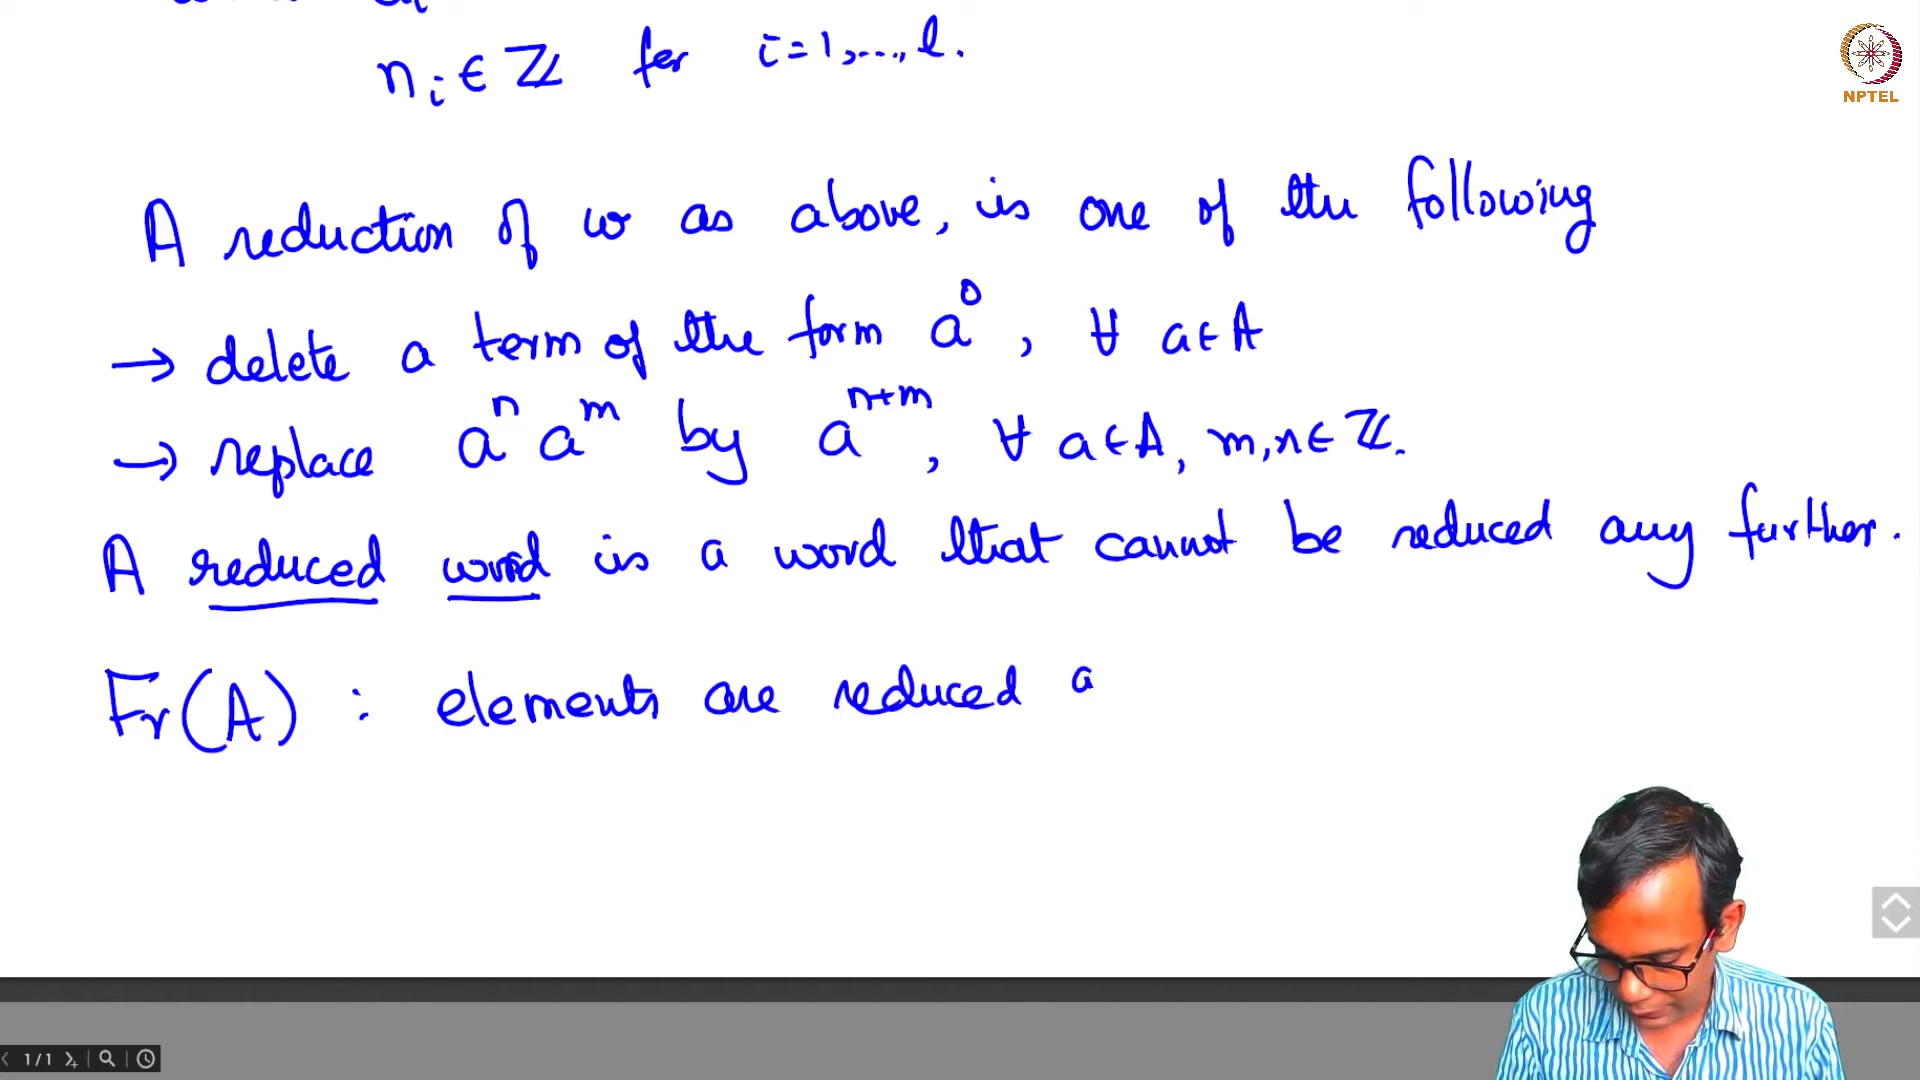 nᵢ ∈ ℤ for i=1,...,l.
NPTEL
A reduction of w as above, is one of the following
→ delete a term of the form a⁰, ∀ a∈A
→ replace aⁿ aᵐ by aⁿ⁺ᵐ, ∀ a∈A, m,n∈ℤ.
A reduced word is a word that cannot be reduced any further.
Fr(A) : elements are reduced a
1/1